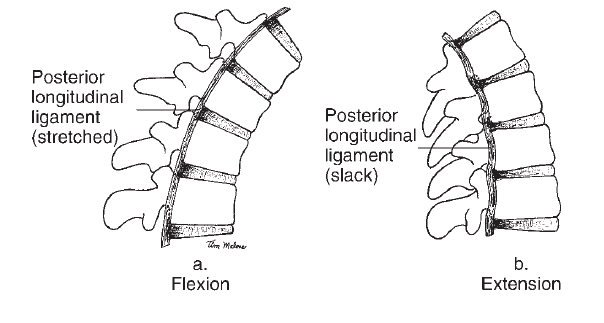 Posterior
longitudinal
ligament
(stretched)
Posterior
longitudinal
ligament
(slack)
Tim Malone
a.
Flexion
b.
Extension